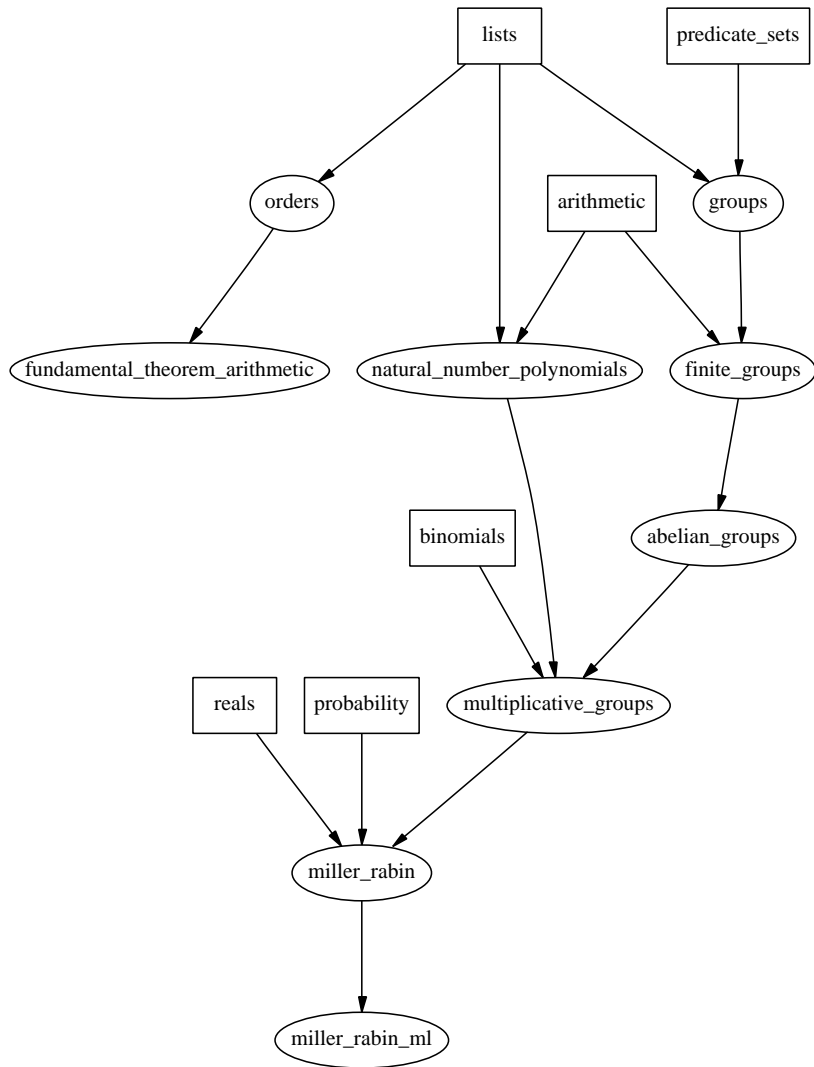 lists
predicate_sets
orders
arithmetic
groups
fundamental_theorem_arithmetic
natural_number_polynomials
finite_groups
binomials
abelian_groups
reals
probability
multiplicative_groups
miller_rabin
miller_rabin_ml